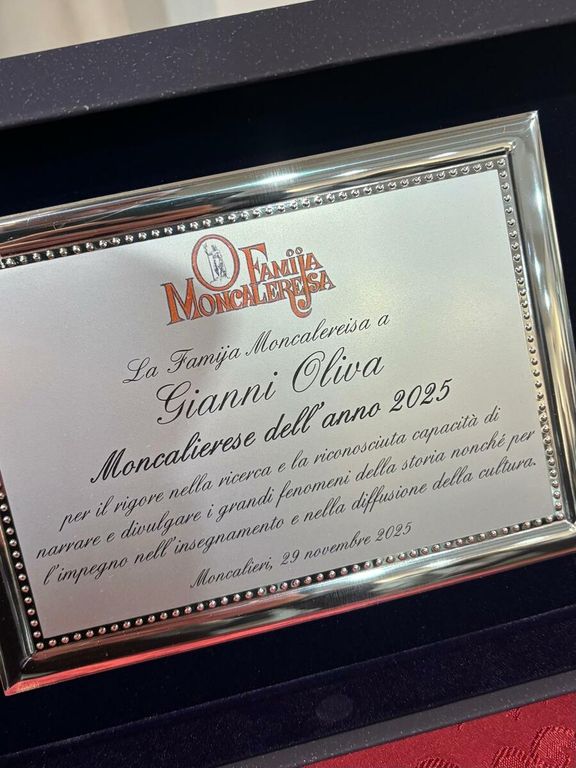 Famija
Moncalereisa
La Famija Moncalereisa a
Gianni Oliva
Moncalierese dell'anno 2025
per il rigore nella ricerca e la riconosciuta capacità di
narrare e divulgare i grandi fenomeni della storia nonché per
l'impegno nell'insegnamento e nella diffusione della cultura.
Moncalieri, 29 novembre 2025